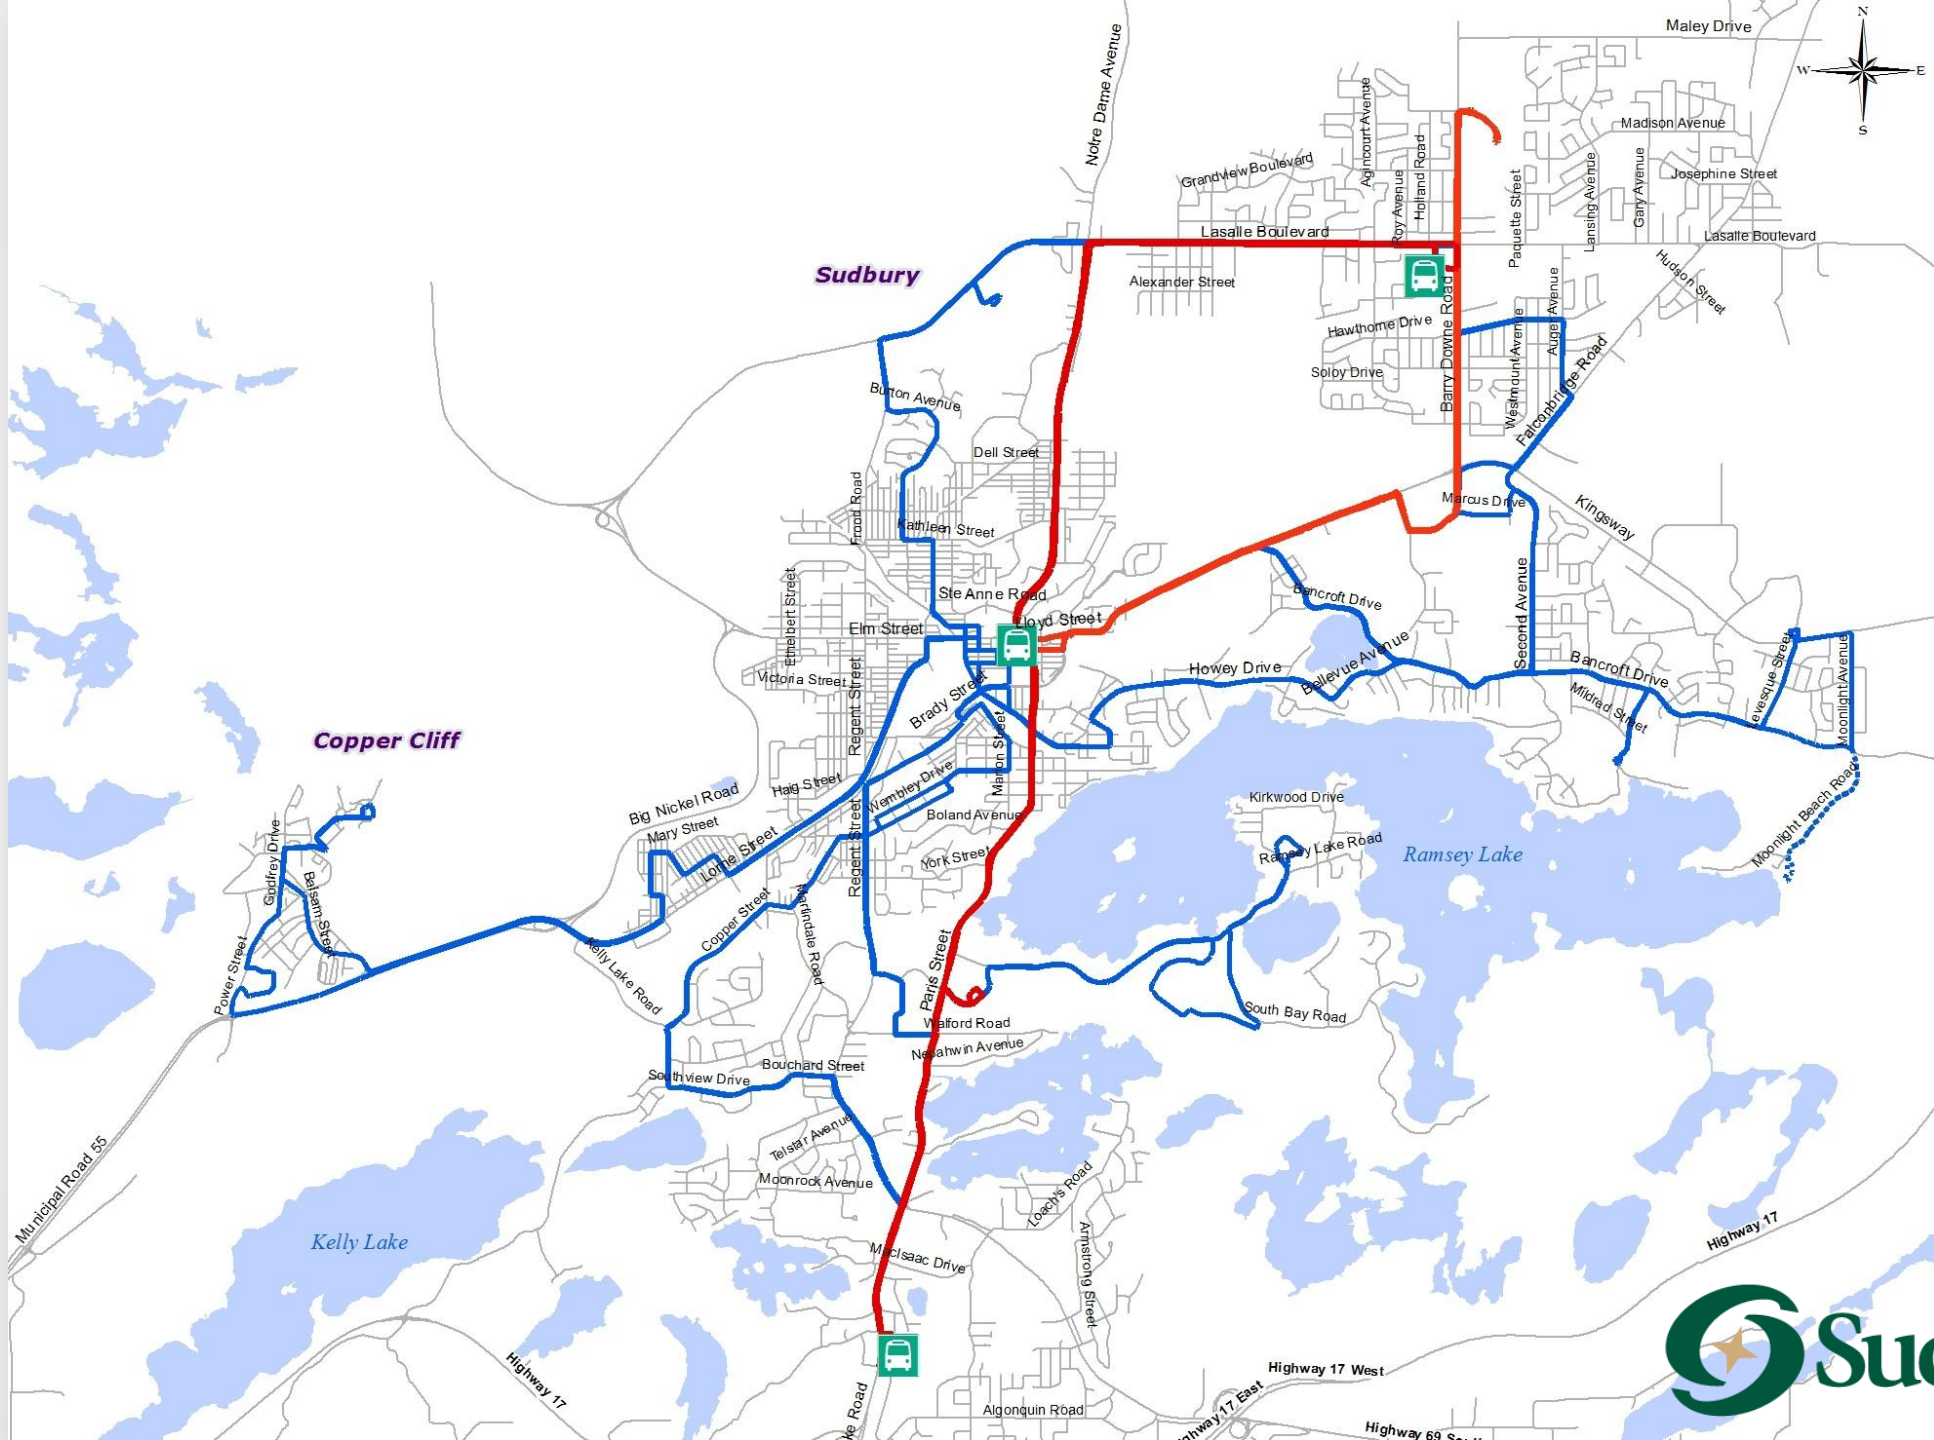 Maley Drive
N
W
E
S
Notre Dame Avenue
Agincourt Avenue
Madison Avenue
Grandview Boulevard
Holland Road
Roy Avenue
Paquette Street
Lansing Avenue
Gary Avenue
Josephine Street
Lasalle Boulevard
Lasalle Boulevard
Sudbury
Alexander Street
Hudson Street
Hawthorne Drive
Barry Downe Road
Westmount Avenue
Auger Avenue
Soloy Drive
Falconbridge Road
Burton Avenue
Dell Street
Frood Road
Kathleen Street
Marcus Drive
Kingsway
Ste Anne Road
Lloyd Street
Elm Street
Ethelbert Street
Bancroft Drive
Second Avenue
Bellevue Avenue
Howey Drive
Bancroft Drive
Victoria Street
Regent Street
Brady Street
Mildred Street
Levesque Street
Moonlight Avenue
Copper Cliff
Marion Street
Haig Street
Wembley Drive
Big Nickel Road
Mary Street
Boland Avenue
Kirkwood Drive
Moonlight Beach Road
Godfrey Drive
Lorne Street
Regent Street
York Street
Ramsey Lake Road
Ramsey Lake
Balsam Street
Copper Street
Martindale Road
Power Street
Kelly Lake Road
Paris Street
South Bay Road
Walford Road
Nepahwin Avenue
Southview Drive
Bouchard Street
Telstar Avenue
Moonrock Avenue
Loach's Road
Municipal Road 55
Kelly Lake
MacIsaac Drive
Armstrong Street
Highway 17
Highway 17
Highway 17 West
Highway 17 East
Algonquin Road
ke Road
Highway 69
Sud